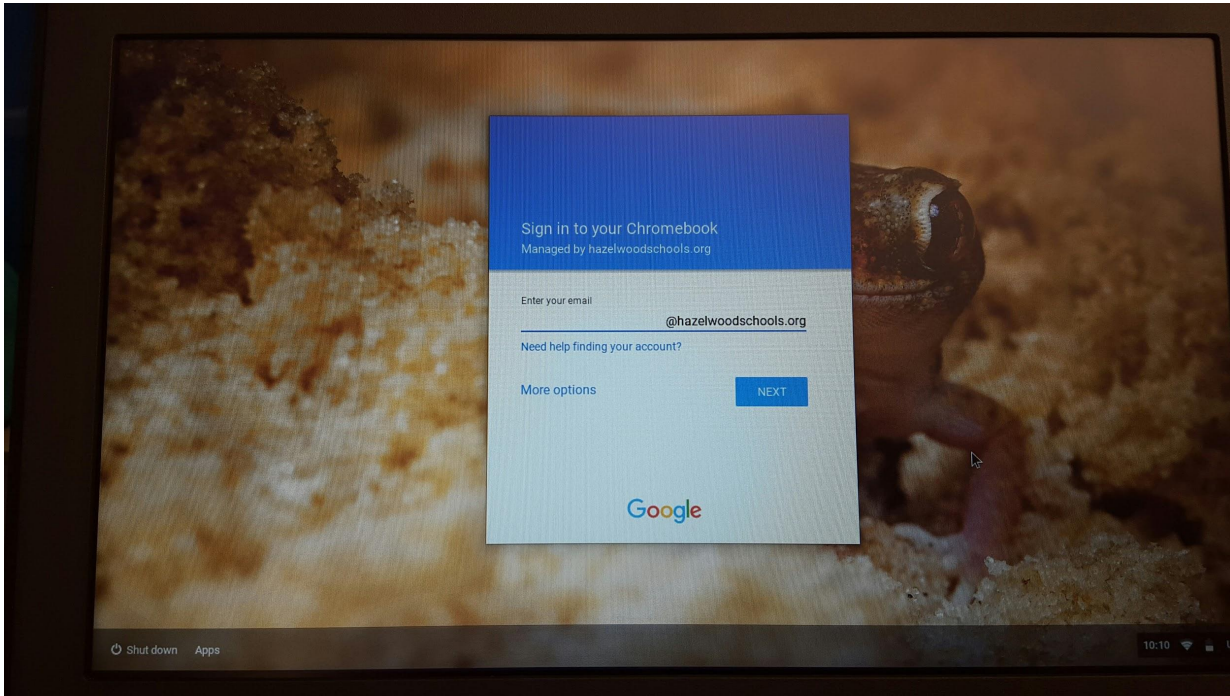 Sign in to your Chromebook
Managed by hazelwoodschools.org
Enter your email
@hazelwoodschools.org
Need help finding your account?
More options
NEXT
Google
Shut down
Apps
10:10